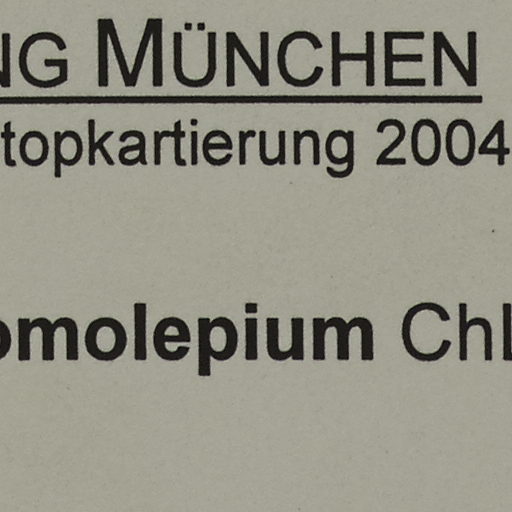 NG MÜNCHEN
topkartierung 2004
omolepium Chl